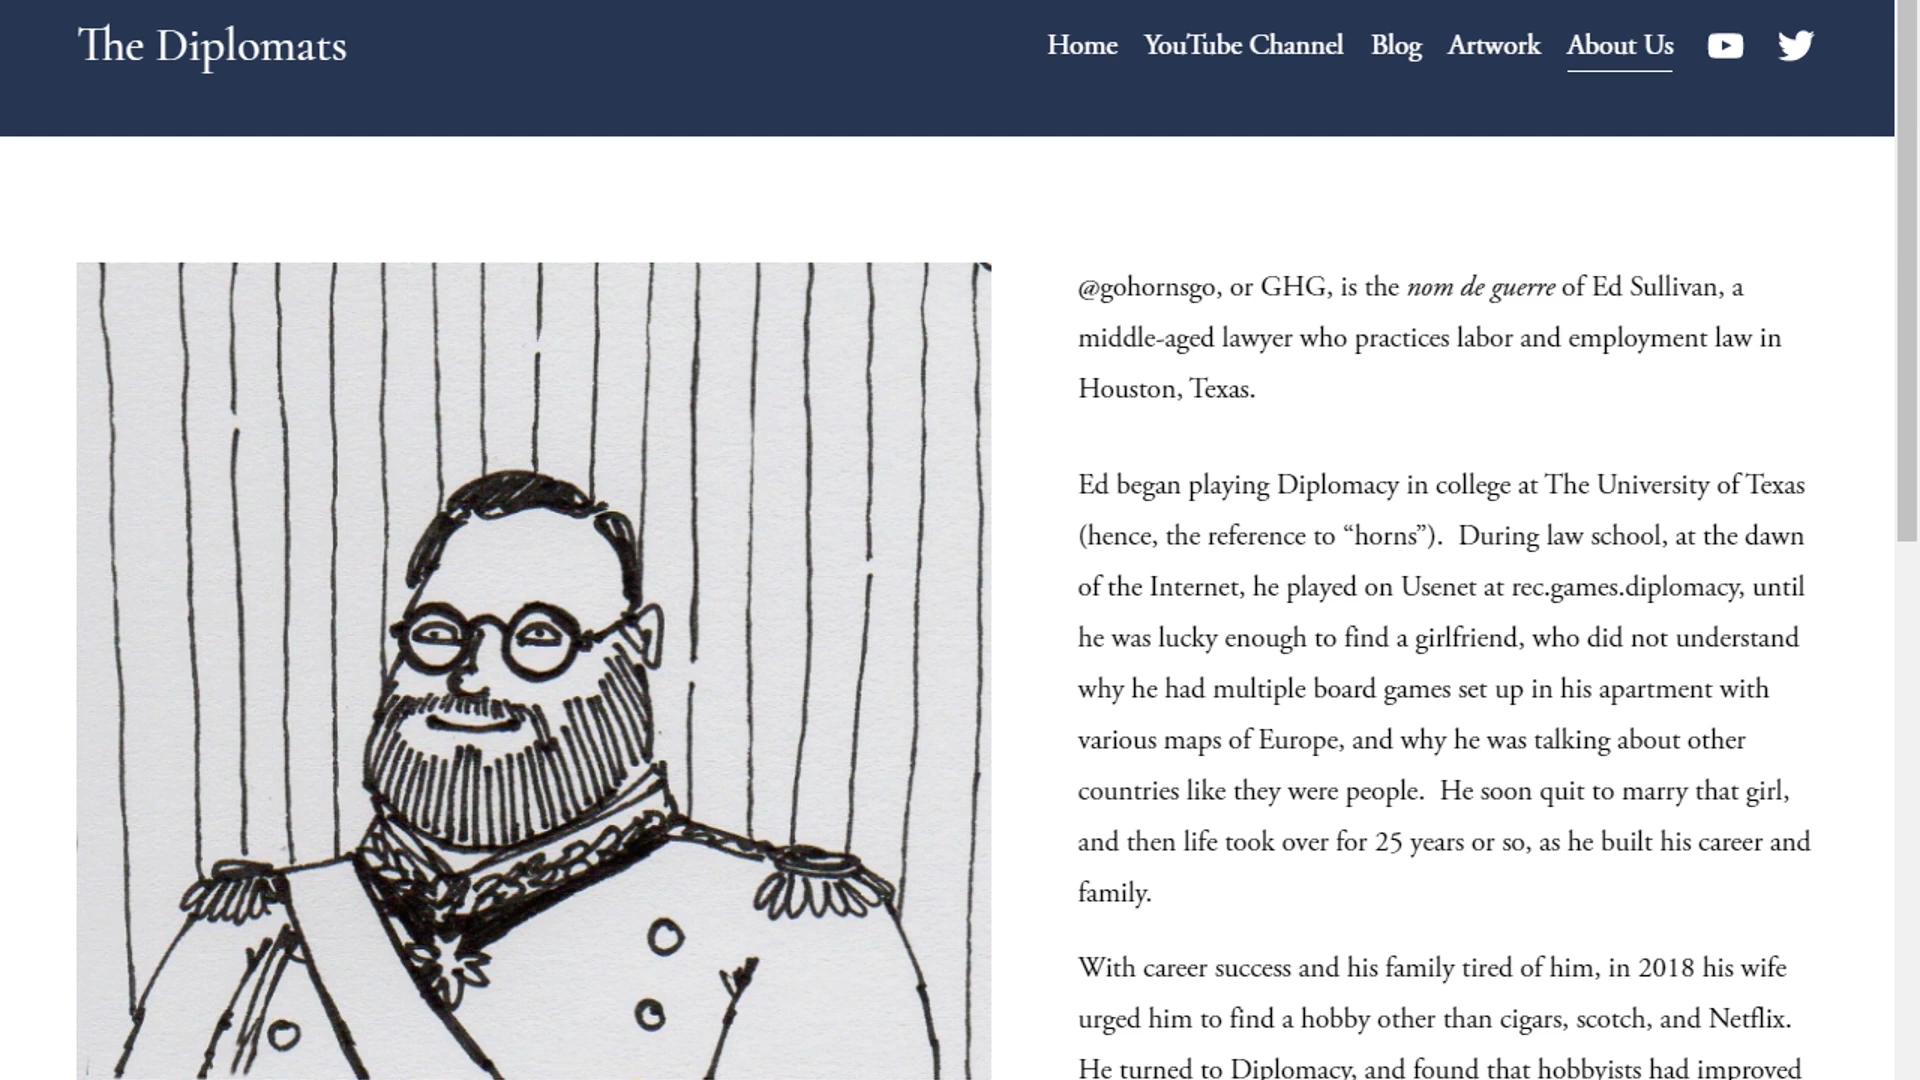 The Diplomats
Home YouTube Channel Blog Artwork About Us
@gohornsgo, or GHG, is the nom de guerre of Ed Sullivan, a
middle-aged lawyer who practices labor and employment law in
Houston, Texas.
Ed began playing Diplomacy in college at The University of Texas
(hence, the reference to “horns”).  During law school, at the dawn
of the Internet, he played on Usenet at rec.games.diplomacy, until
he was lucky enough to find a girlfriend, who did not understand
why he had multiple board games set up in his apartment with
various maps of Europe, and why he was talking about other
countries like they were people.  He soon quit to marry that girl,
and then life took over for 25 years or so, as he built his career and
family.
With career success and his family tired of him, in 2018 his wife
urged him to find a hobby other than cigars, scotch, and Netflix.
He turned to Diplomacy, and found that hobbyists had improved